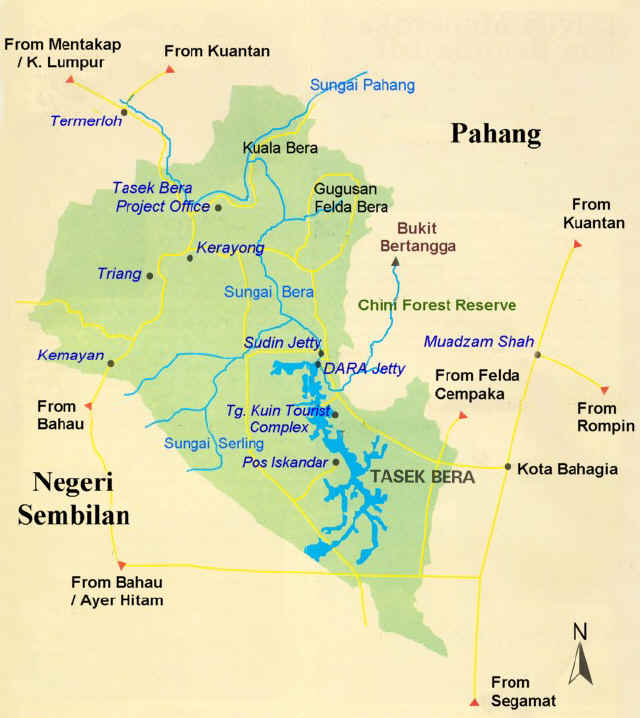 From Mentakap
/ K. Lumpur
From Kuantan
Sungai Pahang
Termerloh
Pahang
Kuala Bera
Tasek Bera
Project Office
Gugusan
Felda Bera
From
Kuantan
Bukit
Bertangga
Kerayong
Triang
Sungai Bera
Chini Forest Reserve
Sudin Jetty
Muadzam Shah
Kemayan
DARA Jetty
From Felda
Cempaka
From
Bahau
Tg. Kuin Tourist
Complex
From
Rompin
Sungai Serling
Pos Iskandar
TASEK BERA
Kota Bahagia
Negeri
Sembilan
From Bahau
/ Ayer Hitam
N
From
Segamat